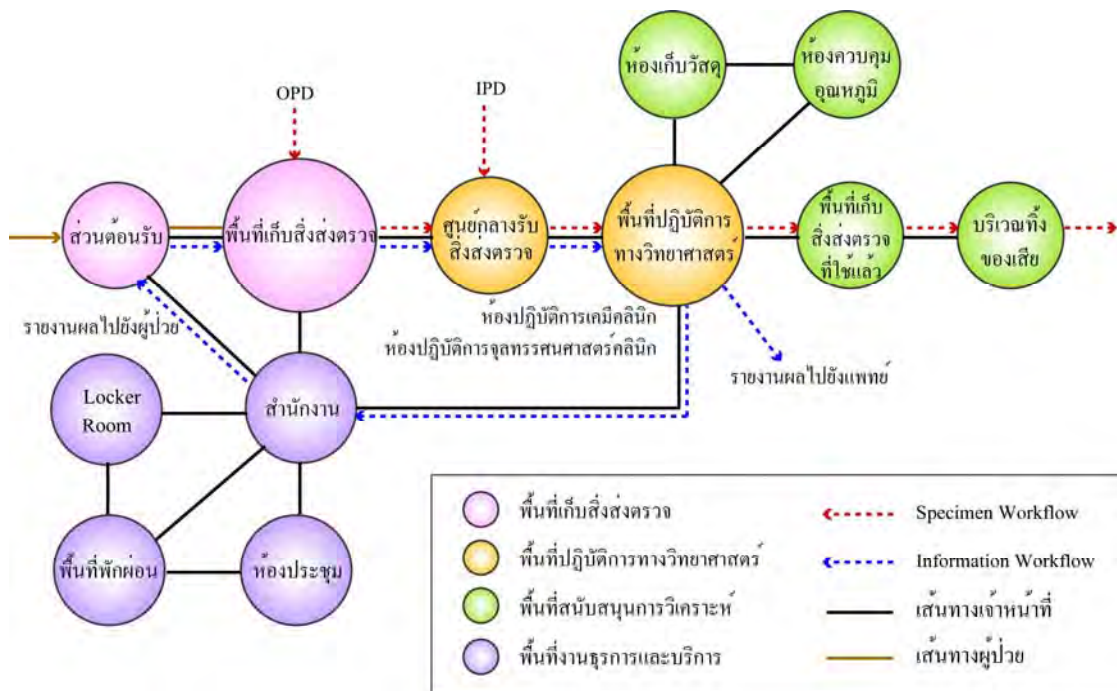 ห้องเก็บวัสดุ
ห้องควบคุม
อุณหภูมิ
OPD
IPD
ส่วนต้อนรับ
พื้นที่เก็บสิ่งส่งตรวจ
ศูนย์กลางรับ
สิ่งส่งตรวจ
พื้นที่ปฏิบัติการ
ทางวิทยาศาสตร์
พื้นที่เก็บ
สิ่งส่งตรวจ
ที่ใช้แล้ว
บริเวณทิ้ง
ของเสีย
รายงานผลไปยังผู้ป่วย
ห้องปฏิบัติการเคมีคลินิก
ห้องปฏิบัติการจุลทรรศนศาสตร์คลินิก
รายงานผลไปยังแพทย์
Locker
Room
สำนักงาน
พื้นที่พักผ่อน
ห้องประชุม
พื้นที่เก็บสิ่งส่งตรวจ
พื้นที่ปฏิบัติการทางวิทยาศาสตร์
พื้นที่สนับสนุนการวิเคราะห์
พื้นที่งานธุรการและบริการ
Specimen Workflow
Information Workflow
เส้นทางเจ้าหน้าที่
เส้นทางผู้ป่วย